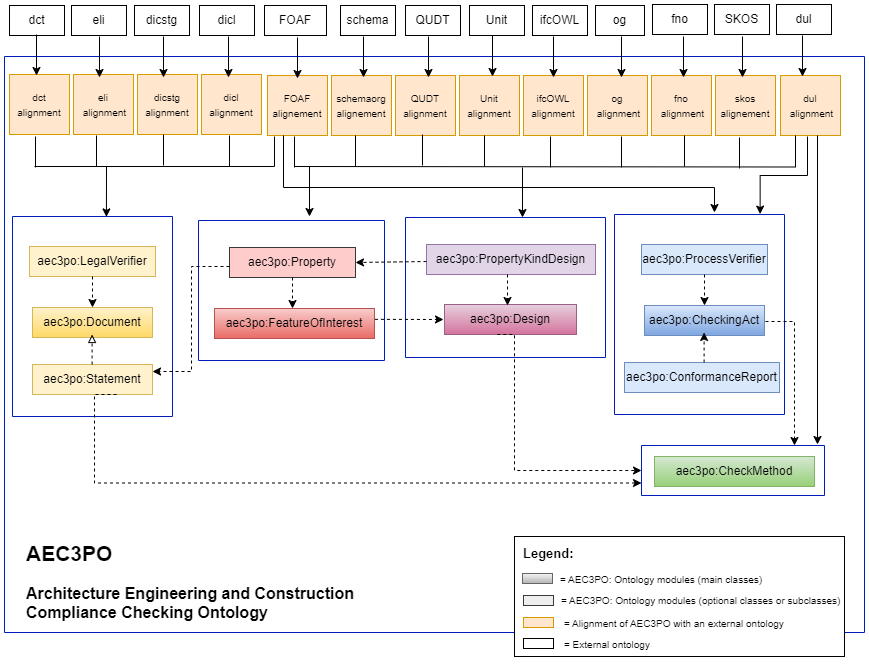 dct eli dicstg dicl FOAF schema QUDT Unit ifcOWL og fno SKOS dul
dct eli dicstg dicl FOAF schemaorg QUDT Unit ifcOWL og fno skos dul
alignment alignment alignment alignment alignement alignement alignment alignment alignment alignment alignment alignement alignment
aec3po:LegalVerifier aec3po:Property aec3po:PropertyKindDesign aec3po:ProcessVerifier
aec3po:Document aec3po:FeatureOfInterest aec3po:Design aec3po:CheckingAct
aec3po:Statement aec3po:ConformanceReport
aec3po:CheckMethod
AEC3PO
Architecture Engineering and Construction
Compliance Checking Ontology
Legend:
= AEC3PO: Ontology modules (main classes)
= AEC3PO: Ontology modules (optional classes or subclasses)
= Alignment of AEC3PO with an external ontology
= External ontology